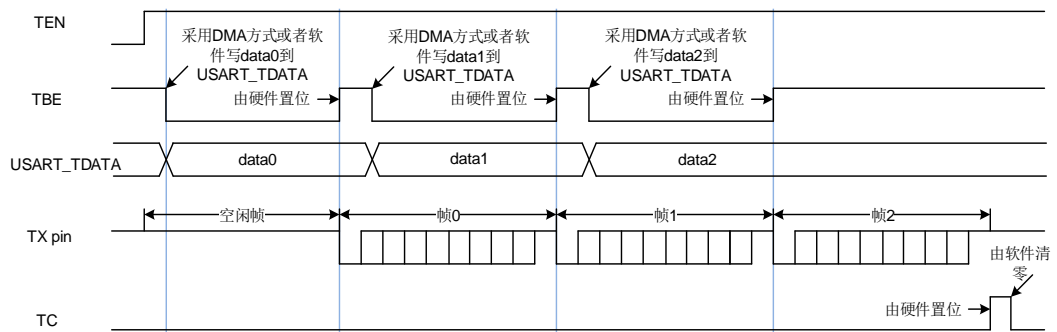 TEN
采用DMA方式或者软
件写data0到
USART_TDATA
采用DMA方式或者软
件写data1到
USART_TDATA
采用DMA方式或者软
件写data2到
USART_TDATA
TBE
由硬件置位
由硬件置位
由硬件置位
USART_TDATA
data0
data1
data2
空闲帧
帧0
帧1
帧2
TX pin
由软件清
零
由硬件置位
TC